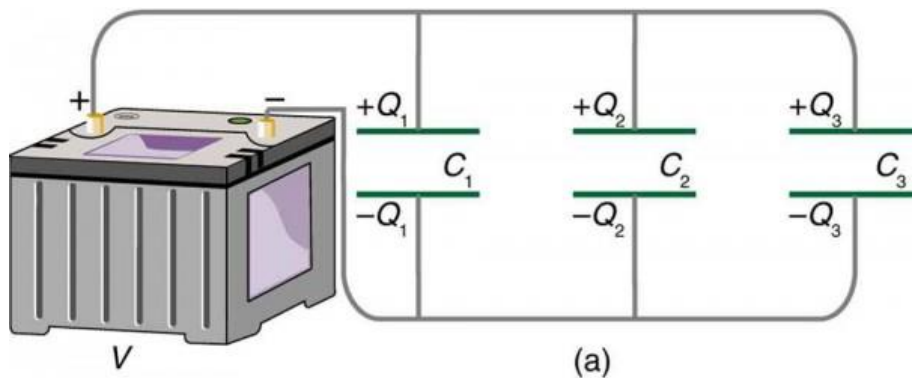 + −
+Q₁ +Q₂ +Q₃
C₁ C₂ C₃
−Q₁ −Q₂ −Q₃
V (a)